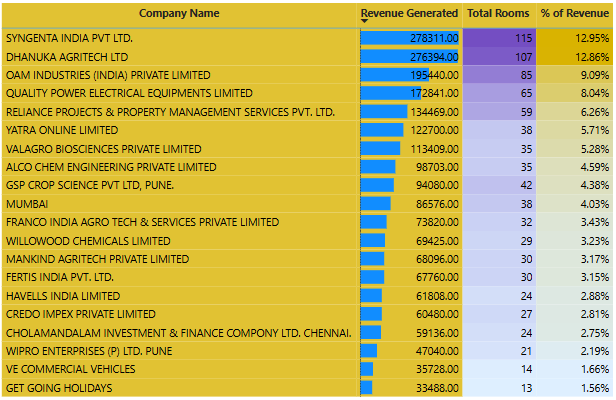 Company Name Revenue Generated Total Rooms % of Revenue
SYNGENTA INDIA PVT LTD. 278311.00 115 12.95%
DHANUKA AGRITECH LTD 276394.00 107 12.86%
OAM INDUSTRIES (INDIA) PRIVATE LIMITED 195440.00 85 9.09%
QUALITY POWER ELECTRICAL EQUIPMENTS LIMITED 172841.00 65 8.04%
RELIANCE PROJECTS & PROPERTY MANAGEMENT SERVICES PVT. LTD. 134469.00 59 6.26%
YATRA ONLINE LIMITED 122700.00 38 5.71%
VALAGRO BIOSCIENCES PRIVATE LIMITED 113409.00 35 5.28%
ALCO CHEM ENGINEERING PRIVATE LIMITED 98703.00 35 4.59%
GSP CROP SCIENCE PVT LTD, PUNE. 94080.00 42 4.38%
MUMBAI 86576.00 38 4.03%
FRANCO INDIA AGRO TECH & SERVICES PRIVATE LIMITED 73820.00 32 3.43%
WILLOWOOD CHEMICALS LIMITED 69425.00 29 3.23%
MANKIND AGRITECH PRIVATE LIMITED 68096.00 30 3.17%
FERTIS INDIA PVT. LTD. 67760.00 30 3.15%
HAVELLS INDIA LIMITED 61808.00 24 2.88%
CREDO IMPEX PRIVATE LIMITED 60480.00 27 2.81%
CHOLAMANDALAM INVESTMENT & FINANCE COMPONY LTD. CHENNAI. 59136.00 24 2.75%
WIPRO ENTERPRISES (P) LTD. PUNE 47040.00 21 2.19%
VE COMMERCIAL VEHICLES 35728.00 14 1.66%
GET GOING HOLIDAYS 33488.00 13 1.56%